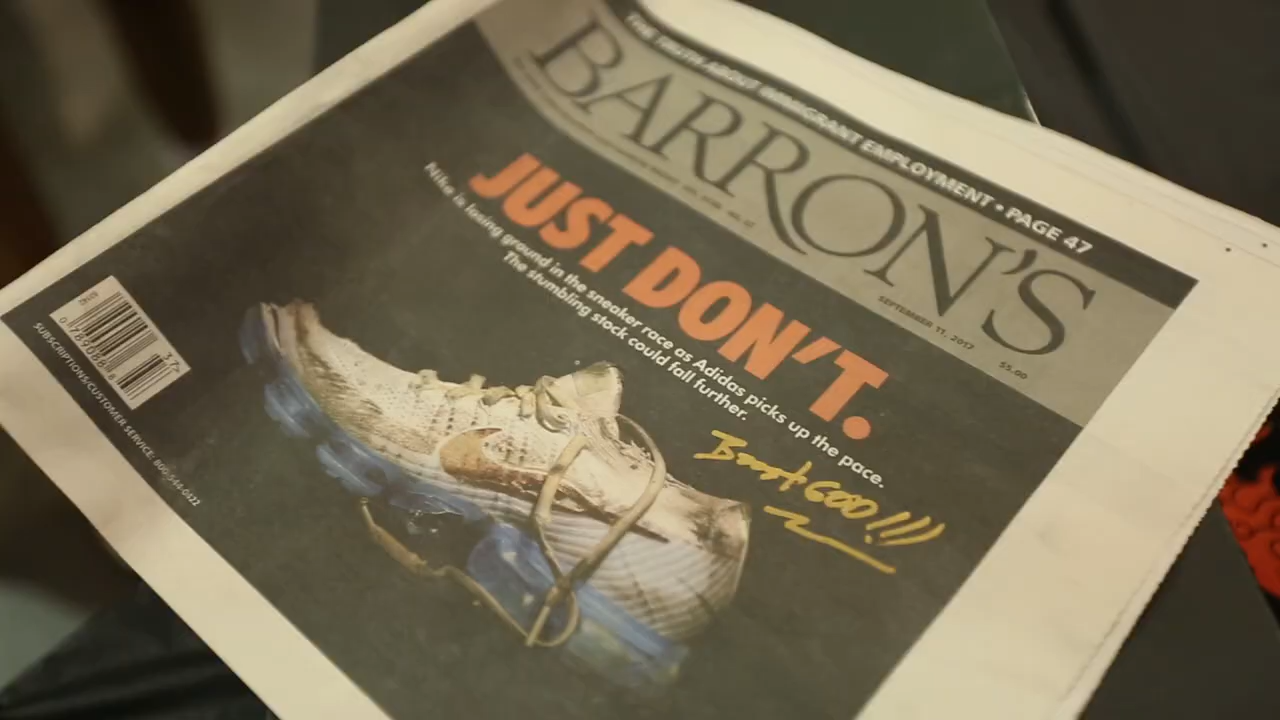 THE TRUTH ABOUT IMMIGRANT EMPLOYMENT • PAGE 47
BARRON'S
SEPTEMBER 11, 2017
$5.00
JUST DON'T.
Nike is losing ground in the sneaker race as Adidas picks up the pace.
The stumbling stock could fall further.
GOO!!!
SUBSCRIPTIONS/CUSTOMER SERVICE: 800-544-0422
37